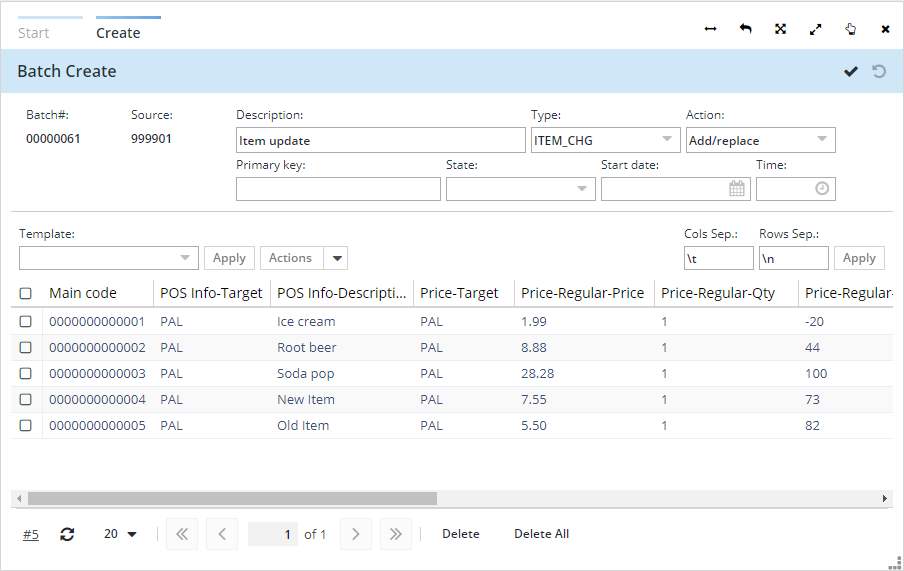 Start Create
Batch Create
Batch#: Source: Description: Type: Action:
00000061 999901 Item update ITEM_CHG Add/replace
Primary key: State: Start date: Time:
Template: Cols Sep.: Rows Sep.:
Apply Actions \t \n Apply
Main code POS Info-Target POS Info-Descripti... Price-Target Price-Regular-Price Price-Regular-Qty Price-Regular-
0000000000001 PAL Ice cream PAL 1.99 1 -20
0000000000002 PAL Root beer PAL 8.88 1 44
0000000000003 PAL Soda pop PAL 28.28 1 100
0000000000004 PAL New Item PAL 7.55 1 73
0000000000005 PAL Old Item PAL 5.50 1 82
#5 20 1 of 1 Delete Delete All